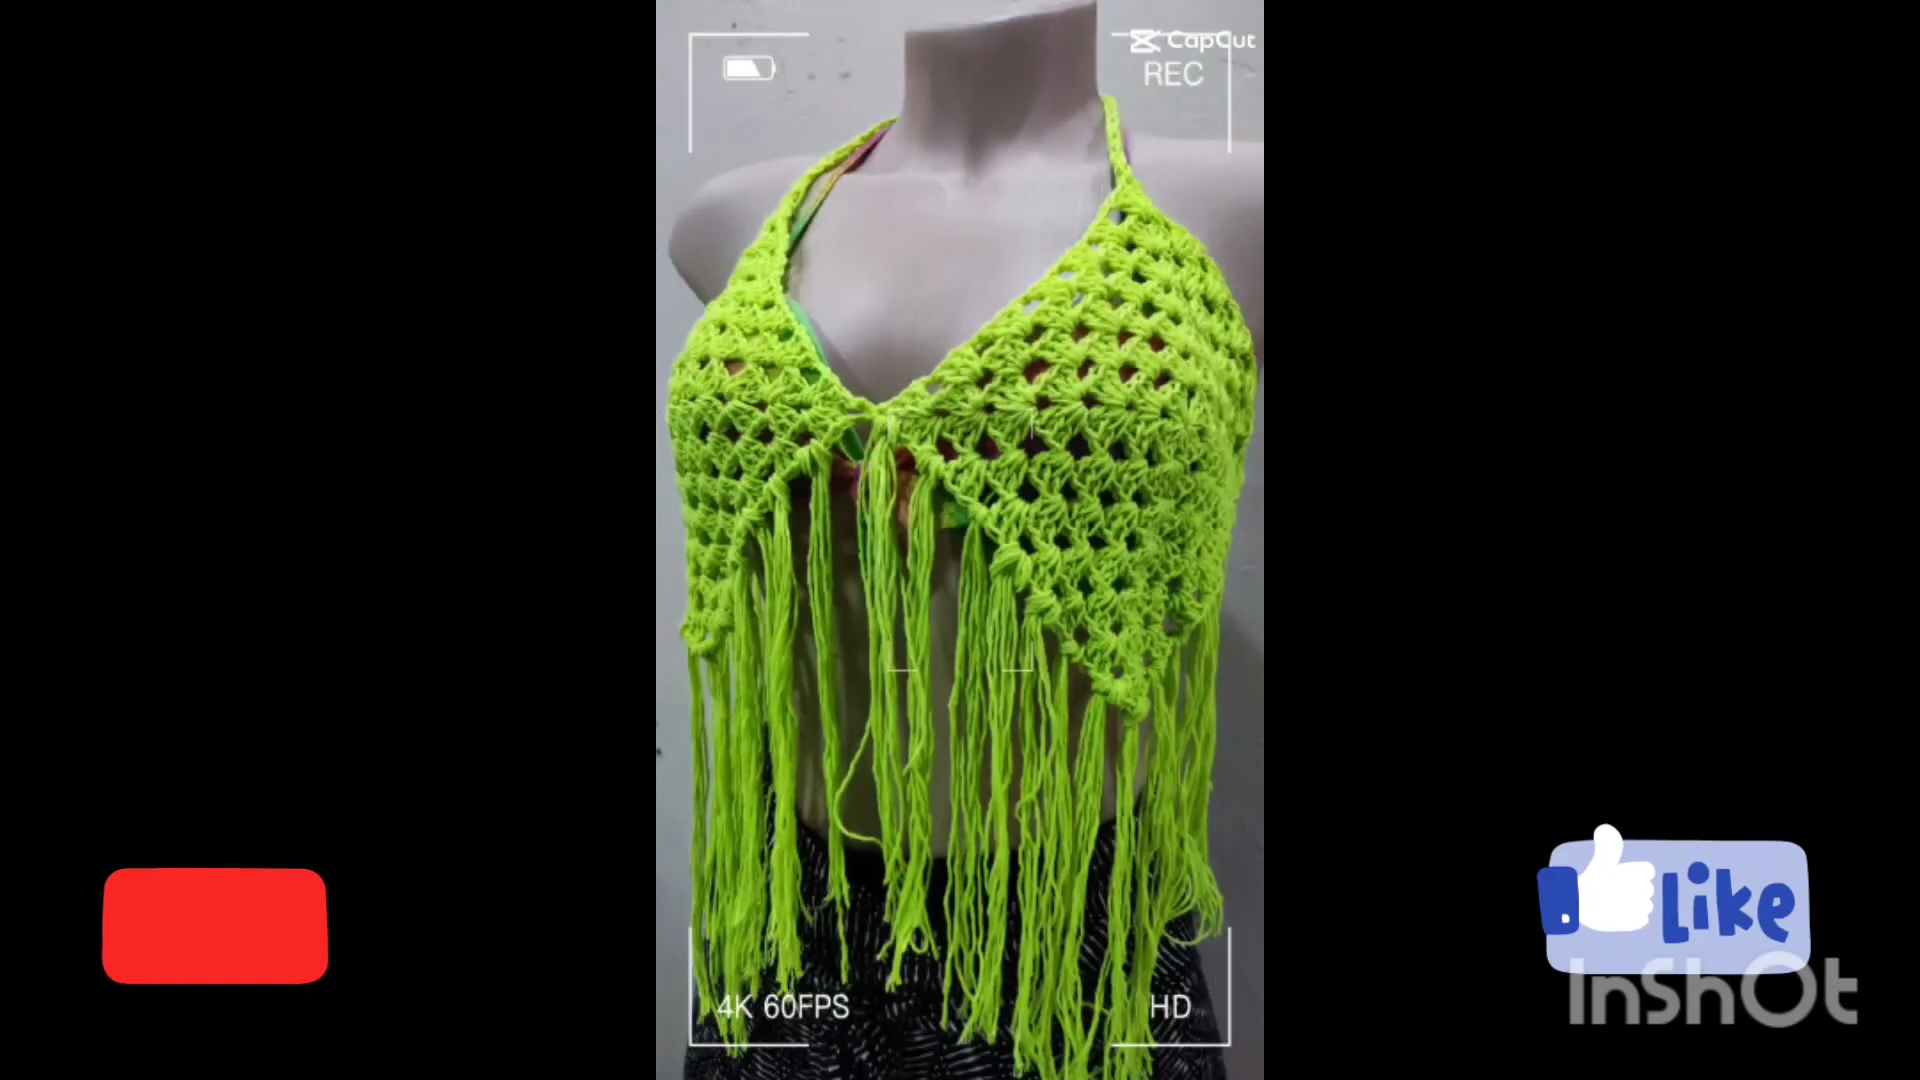 CapCut
REC
Like
InShOt
4K 60FPS
HD